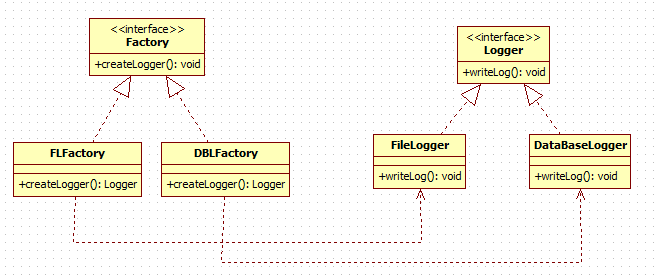 <<interface>>
Factory
+createLogger(): void
<<interface>>
Logger
+writeLog(): void
FLFactory
+createLogger(): Logger
DBLFactory
+createLogger(): Logger
FileLogger
+writeLog(): void
DataBaseLogger
+writeLog(): void